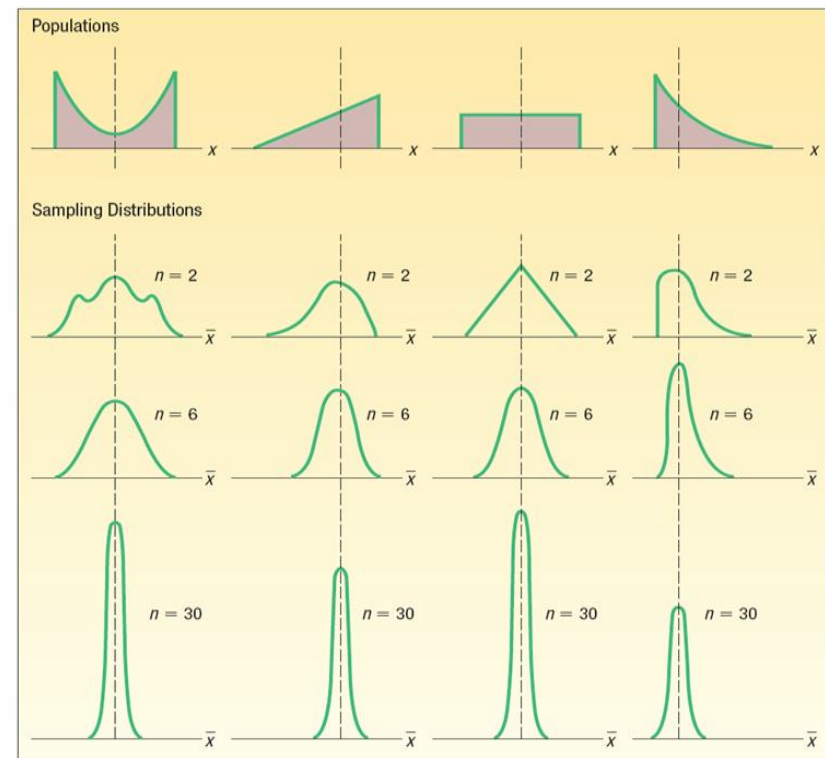 Populations
x x x x
Sampling Distributions
n = 2 n = 2 n = 2 n = 2
x̅ x̅ x̅ x̅
n = 6 n = 6 n = 6 n = 6
x̅ x̅ x̅ x̅
n = 30 n = 30 n = 30 n = 30
x̅ x̅ x̅ x̅